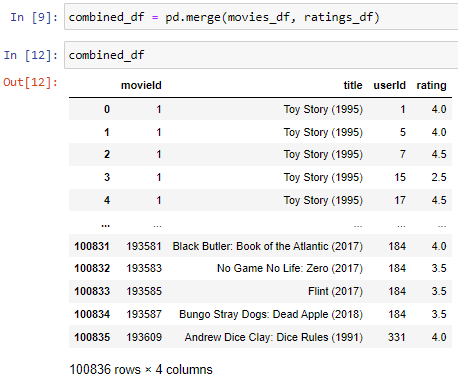 In [9]: combined_df = pd.merge(movies_df, ratings_df)
In [12]: combined_df
Out[12]:
movieId title userId rating
0 1 Toy Story (1995) 1 4.0
1 1 Toy Story (1995) 5 4.0
2 1 Toy Story (1995) 7 4.5
3 1 Toy Story (1995) 15 2.5
4 1 Toy Story (1995) 17 4.5
... ... ... ... ...
100831 193581 Black Butler: Book of the Atlantic (2017) 184 4.0
100832 193583 No Game No Life: Zero (2017) 184 3.5
100833 193585 Flint (2017) 184 3.5
100834 193587 Bungo Stray Dogs: Dead Apple (2018) 184 3.5
100835 193609 Andrew Dice Clay: Dice Rules (1991) 331 4.0
100836 rows × 4 columns